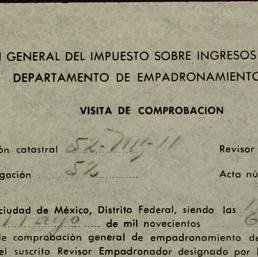 N GENERAL DEL IMPUESTO SOBRE INGRESOS
DEPARTAMENTO DE EMPADRONAMIENTO
VISITA DE COMPROBACION
ón catastral 52-119-11 Revisor
gación 52 Acta nú
ciudad de México, Distrito Federal, siendo las
Mayo de mil novecientos
de comprobación general de empadronamiento de
el suscrito Revisor Empadronador designado por l